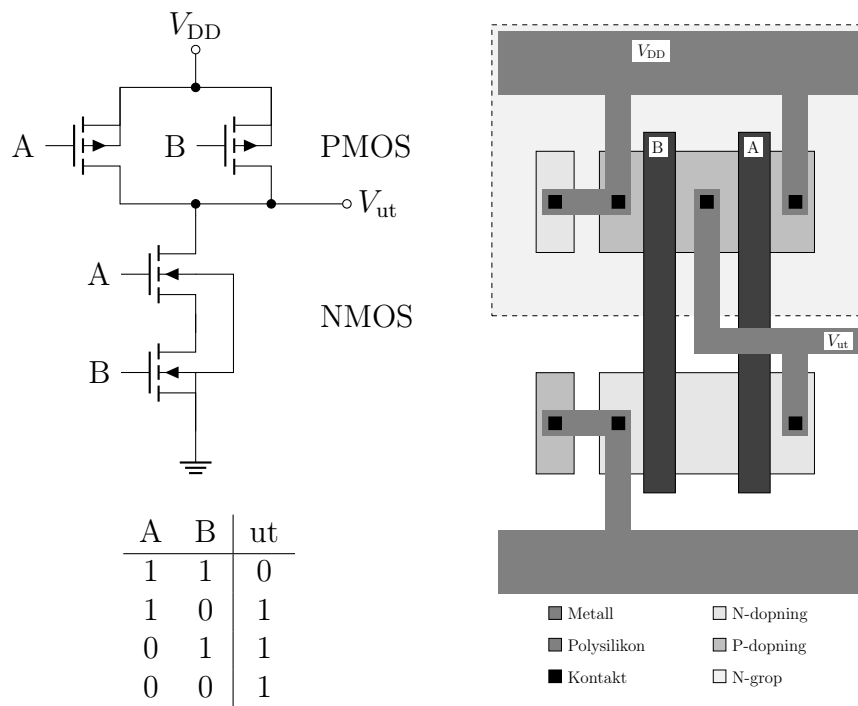 V_DD
A
B
PMOS
V_ut
A
NMOS
B
A B ut
1 1 0
1 0 1
0 1 1
0 0 1
V_DD
B
A
V_ut
Metall
N-dopning
Polysilikon
P-dopning
Kontakt
N-grop